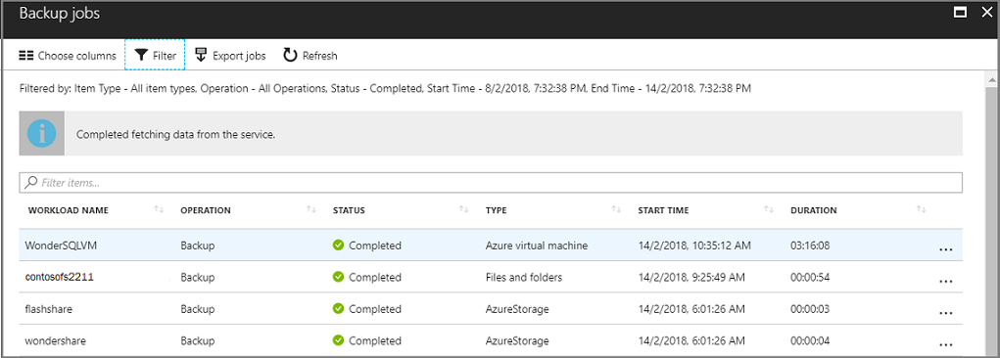 Backup jobs
Choose columns Filter Export jobs Refresh
Filtered by: Item Type - All item types, Operation - All Operations, Status - Completed, Start Time - 8/2/2018, 7:32:38 PM, End Time - 14/2/2018, 7:32:38 PM
Completed fetching data from the service.
Filter items...
WORKLOAD NAME OPERATION STATUS TYPE START TIME DURATION
WonderSQLVM Backup Completed Azure virtual machine 14/2/2018, 10:35:12 AM 03:16:08 ...
contosofs2211 Backup Completed Files and folders 14/2/2018, 9:25:49 AM 00:00:54 ...
flashshare Backup Completed AzureStorage 14/2/2018, 6:01:26 AM 00:00:03 ...
wondershare Backup Completed AzureStorage 14/2/2018, 6:01:26 AM 00:00:04 ...